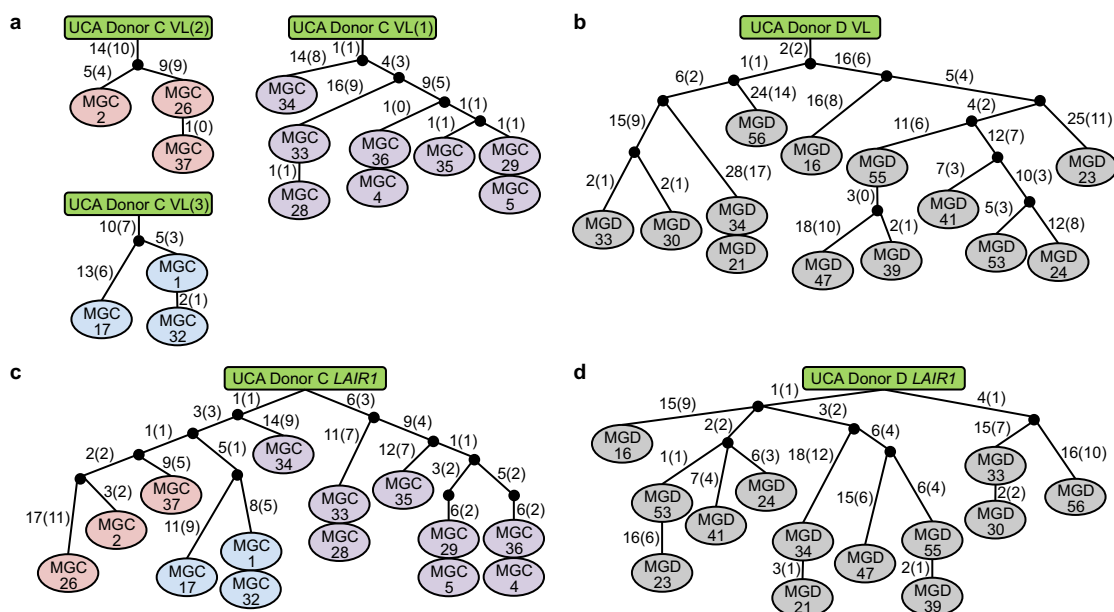 a
UCA Donor C VL(2)
14(10)
5(4)
9(9)
MGC
2
MGC
26
1(0)
MGC
37
UCA Donor C VL(1)
1(1)
14(8)
4(3)
MGC
34
16(9)
9(5)
1(0)
1(1)
1(1)
1(1)
MGC
33
MGC
36
MGC
35
MGC
29
1(1)
MGC
28
MGC
4
MGC
5
UCA Donor C VL(3)
10(7)
5(3)
13(6)
MGC
1
2(1)
MGC
17
MGC
32
b
UCA Donor D VL
2(2)
1(1)
16(6)
6(2)
24(14)
5(4)
MGD
56
16(8)
4(2)
25(11)
15(9)
11(6)
12(7)
MGD
16
MGD
55
MGD
23
28(17)
7(3)
10(3)
2(1)
2(1)
3(0)
MGD
41
5(3)
12(8)
MGD
33
MGD
30
MGD
34
18(10)
2(1)
MGD
21
MGD
47
MGD
39
MGD
53
MGD
24
c
UCA Donor C LAIR1
1(1)
6(3)
3(3)
14(9)
9(4)
1(1)
5(1)
MGC
34
11(7)
12(7)
1(1)
2(2)
9(5)
MGC
35
3(2)
5(2)
3(2)
MGC
37
8(5)
MGC
33
6(2)
6(2)
17(11)
MGC
2
11(9)
MGC
1
MGC
28
MGC
29
MGC
36
MGC
26
MGC
17
MGC
32
MGC
5
MGC
4
d
UCA Donor D LAIR1
1(1)
4(1)
15(9)
3(2)
2(2)
15(7)
MGD
16
6(4)
16(10)
1(1)
7(4)
6(3)
18(12)
MGD
33
MGD
53
MGD
24
15(6)
6(4)
2(2)
MGD
56
MGD
41
MGD
30
16(6)
MGD
34
MGD
55
MGD
23
3(1)
MGD
47
2(1)
MGD
21
MGD
39